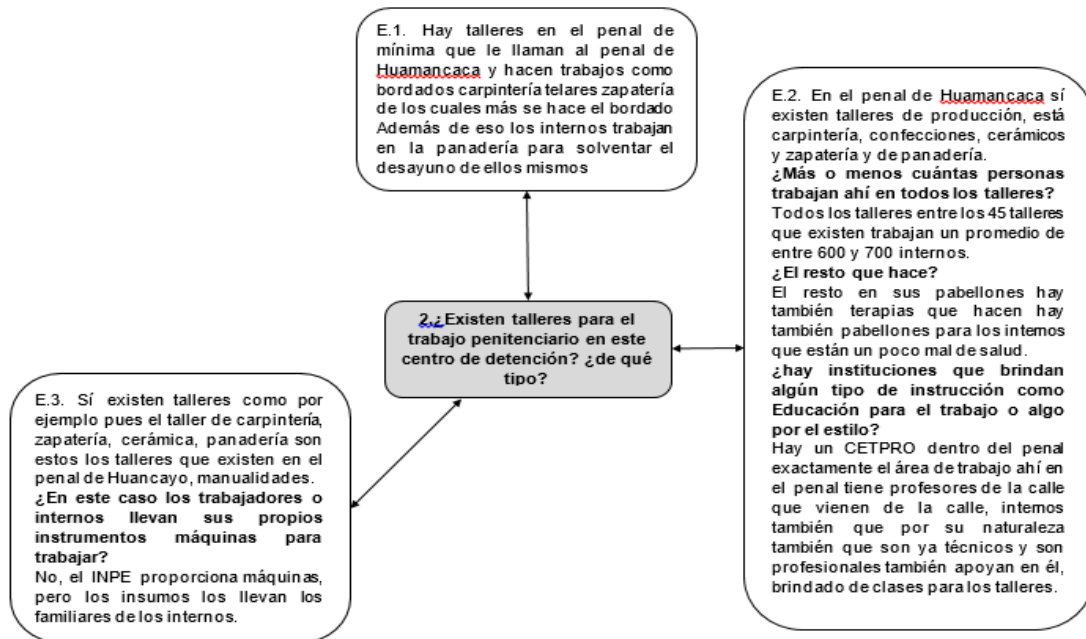 E.1. Hay talleres en el penal de
mínima que le llaman al penal de
Huamancaca y hacen trabajos como
bordados carpintería telares zapatería
de los cuales más se hace el bordado
Además de eso los internos trabajan
en la panadería para solventar el
desayuno de ellos mismos
E.2. En el penal de Huamancaca sí
existen talleres de producción, está
carpintería, confecciones, cerámicos
y zapatería y de panadería.
¿Más o menos cuántas personas
trabajan ahí en todos los talleres?
Todos los talleres entre los 45 talleres
que existen trabajan un promedio de
entre 600 y 700 internos.
¿El resto que hace?
El resto en sus pabellones hay
también terapias que hacen hay
también pabellones para los internos
que están un poco mal de salud.
¿hay instituciones que brindan
algún tipo de instrucción como
Educación para el trabajo o algo
por el estilo?
Hay un CETPRO dentro del penal
exactamente el área de trabajo ahí en
el penal tiene profesores de la calle
que vienen de la calle, internos
también que por su naturaleza
también que son ya técnicos y son
profesionales también apoyan en él,
brindado de clases para los talleres.
2.¿Existen talleres para el
trabajo penitenciario en este
centro de detención? ¿de qué
tipo?
E.3. Sí existen talleres como por
ejemplo pues el taller de carpintería,
zapatería, cerámica, panadería son
estos los talleres que existen en el
penal de Huancayo, manualidades.
¿En este caso los trabajadores o
internos llevan sus propios
instrumentos máquinas para
trabajar?
No, el INPE proporciona máquinas,
pero los insumos los llevan los
familiares de los internos.